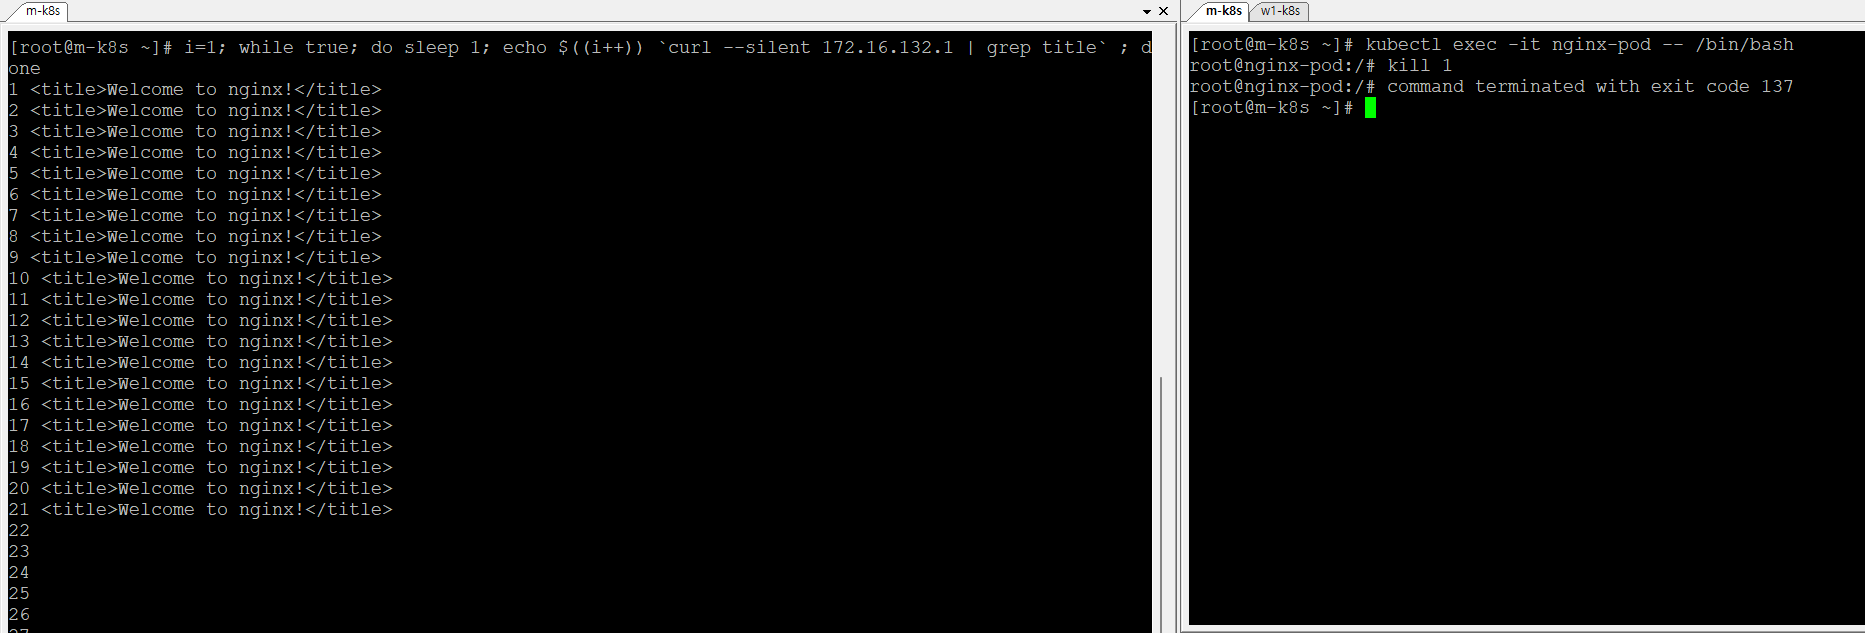 m-k8s
[root@m-k8s ~]# i=1; while true; do sleep 1; echo $((i++)) `curl --silent 172.16.132.1 | grep title` ; d
one
1 <title>Welcome to nginx!</title>
2 <title>Welcome to nginx!</title>
3 <title>Welcome to nginx!</title>
4 <title>Welcome to nginx!</title>
5 <title>Welcome to nginx!</title>
6 <title>Welcome to nginx!</title>
7 <title>Welcome to nginx!</title>
8 <title>Welcome to nginx!</title>
9 <title>Welcome to nginx!</title>
10 <title>Welcome to nginx!</title>
11 <title>Welcome to nginx!</title>
12 <title>Welcome to nginx!</title>
13 <title>Welcome to nginx!</title>
14 <title>Welcome to nginx!</title>
15 <title>Welcome to nginx!</title>
16 <title>Welcome to nginx!</title>
17 <title>Welcome to nginx!</title>
18 <title>Welcome to nginx!</title>
19 <title>Welcome to nginx!</title>
20 <title>Welcome to nginx!</title>
21 <title>Welcome to nginx!</title>
22
23
24
25
26
27
m-k8s w1-k8s
[root@m-k8s ~]# kubectl exec -it nginx-pod -- /bin/bash
root@nginx-pod:/# kill 1
root@nginx-pod:/# command terminated with exit code 137
[root@m-k8s ~]#